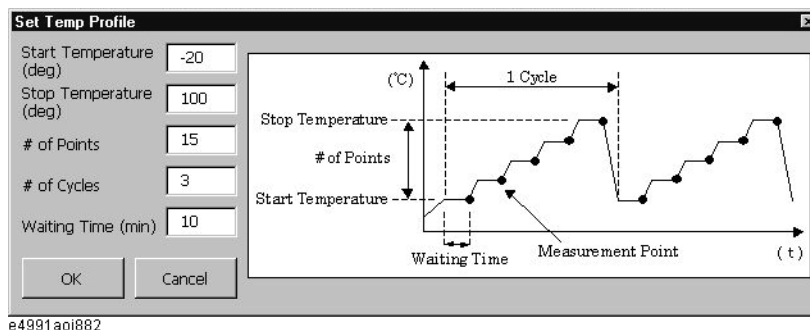 Set Temp Profile
Start Temperature
(deg)
-20
Stop Temperature
(deg)
100
# of Points
15
# of Cycles
3
Waiting Time (min)
10
OK
Cancel
(℃)
1 Cycle
Stop Temperature
# of Points
Start Temperature
Waiting Time
Measurement Point
(t)
e4991aoj882